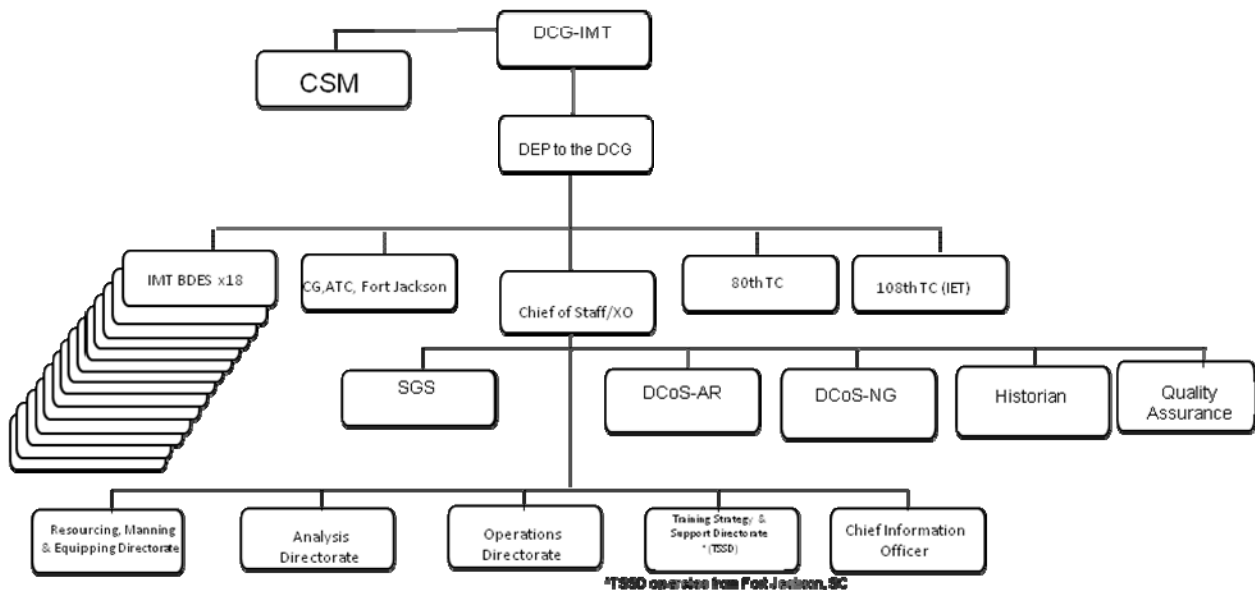 DCG-IMT
CSM
DEP to the DCG
IMT BDES x18
CG,ATC, Fort Jackson
Chief of Staff/XO
80th TC
108th TC (IET)
SGS
DCoS-AR
DCoS-NG
Historian
Quality
Assurance
Resourcing, Manning
& Equipping Directorate
Analysis
Directorate
Operations
Directorate
Training Strategy &
Support Directorate
*(TSSD)
Chief Information
Officer
*TSSD operates from Fort Jackson, SC